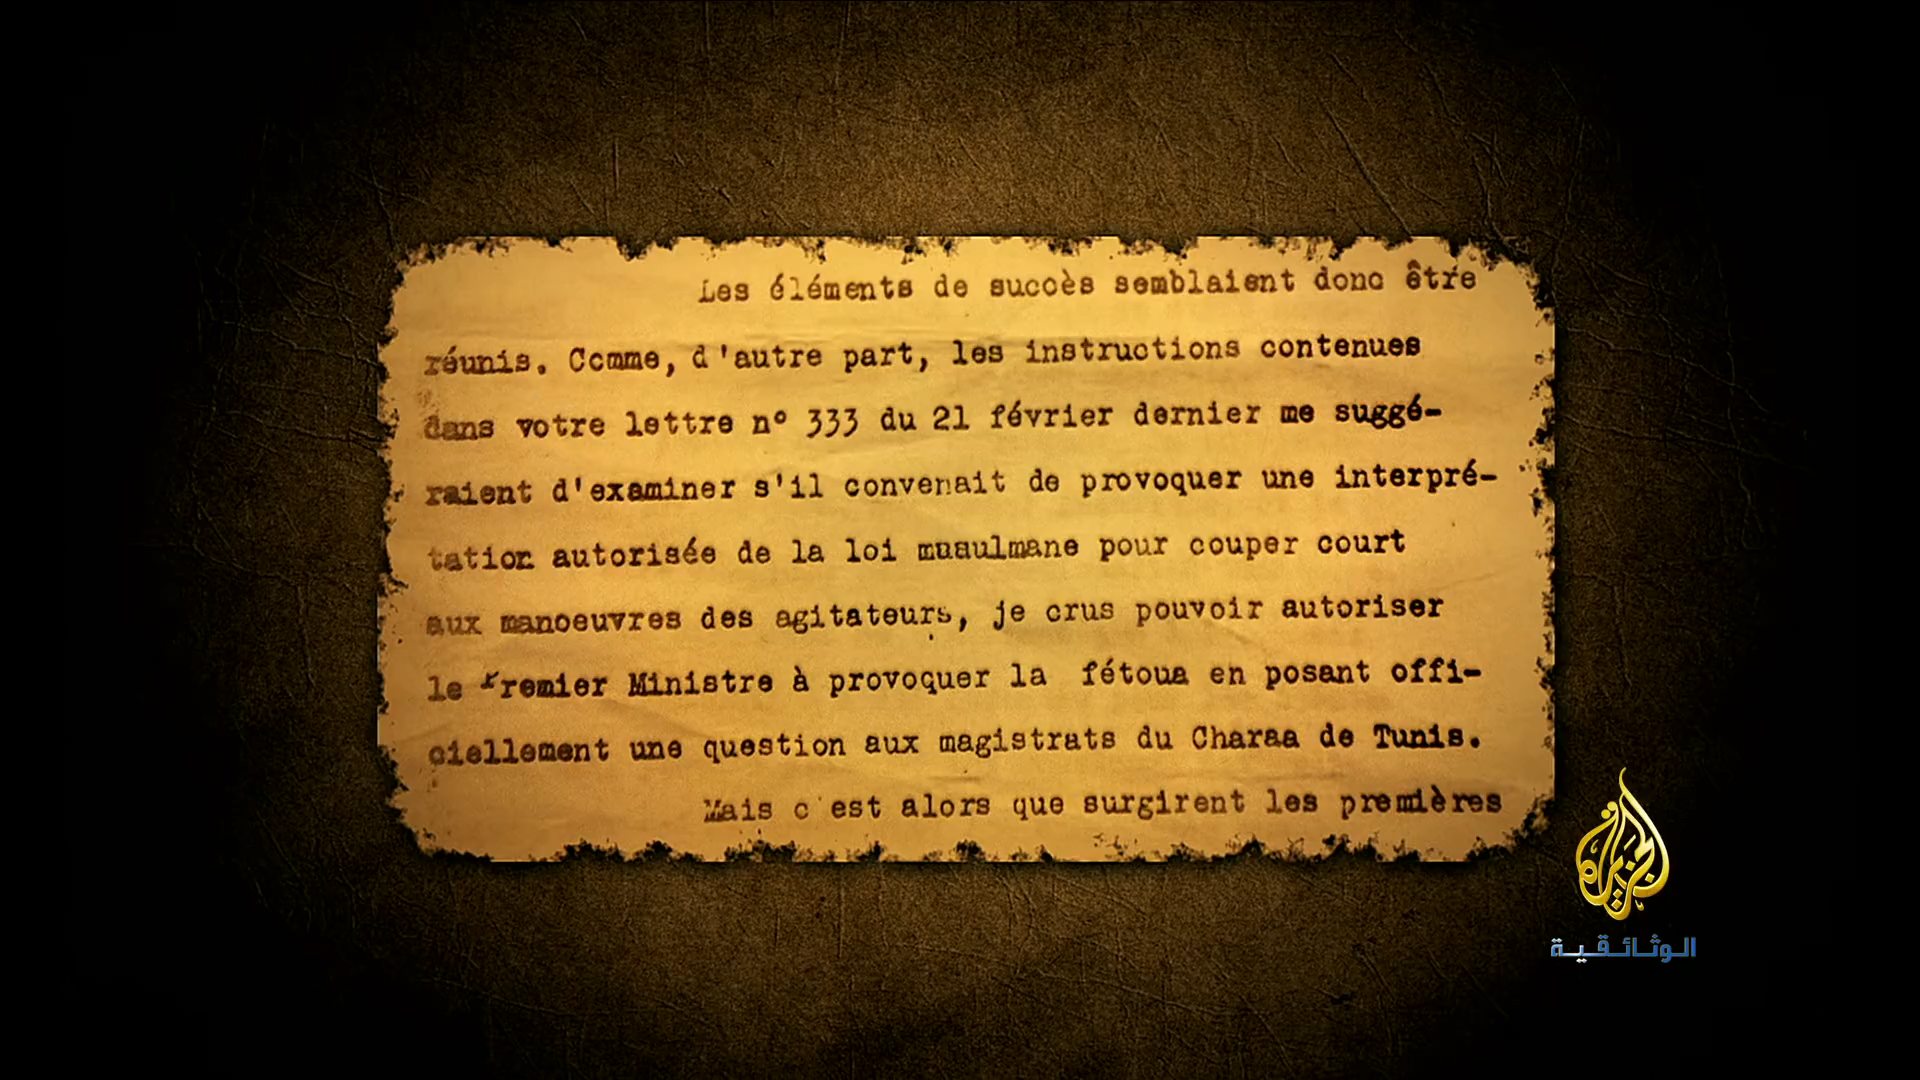 Les éléments de succès semblaient donc être
réunis. Comme, d'autre part, les instructions contenues
dans votre lettre n° 333 du 21 février dernier me suggé-
raient d'examiner s'il convenait de provoquer une interpré-
tation autorisée de la loi musulmane pour couper court
aux manoeuvres des agitateurs, je crus pouvoir autoriser
le Premier Ministre à provoquer la fétoua en posant offi-
ciellement une question aux magistrats du Charaa de Tunis.
Mais c'est alors que surgirent les premières
الجزيرة
الوثائقية